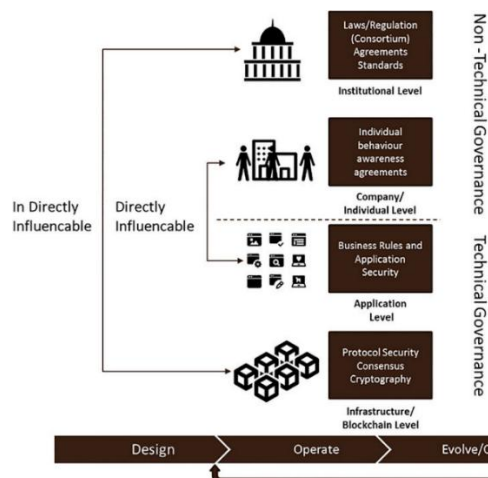 Laws/Regulation
(Consortium)
Agreements
Standards
Institutional Level
Individual
behaviour
awareness
agreements
Company/
Individual Level
In Directly
Influencable
Directly
Influencable
Business Rules and
Application
Security
Application
Level
Protocol Security
Consensus
Cryptography
Infrastructure/
Blockchain Level
Non -Technical Governance
Technical Governance
Design
Operate
Evolve/